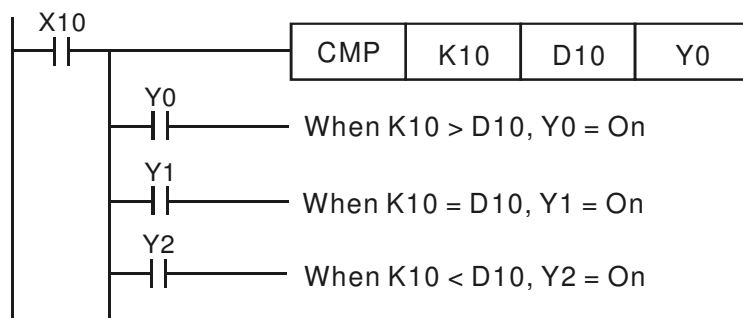 X10
CMP K10 D10 Y0
Y0
When K10 > D10, Y0 = On
Y1
When K10 = D10, Y1 = On
Y2
When K10 < D10, Y2 = On